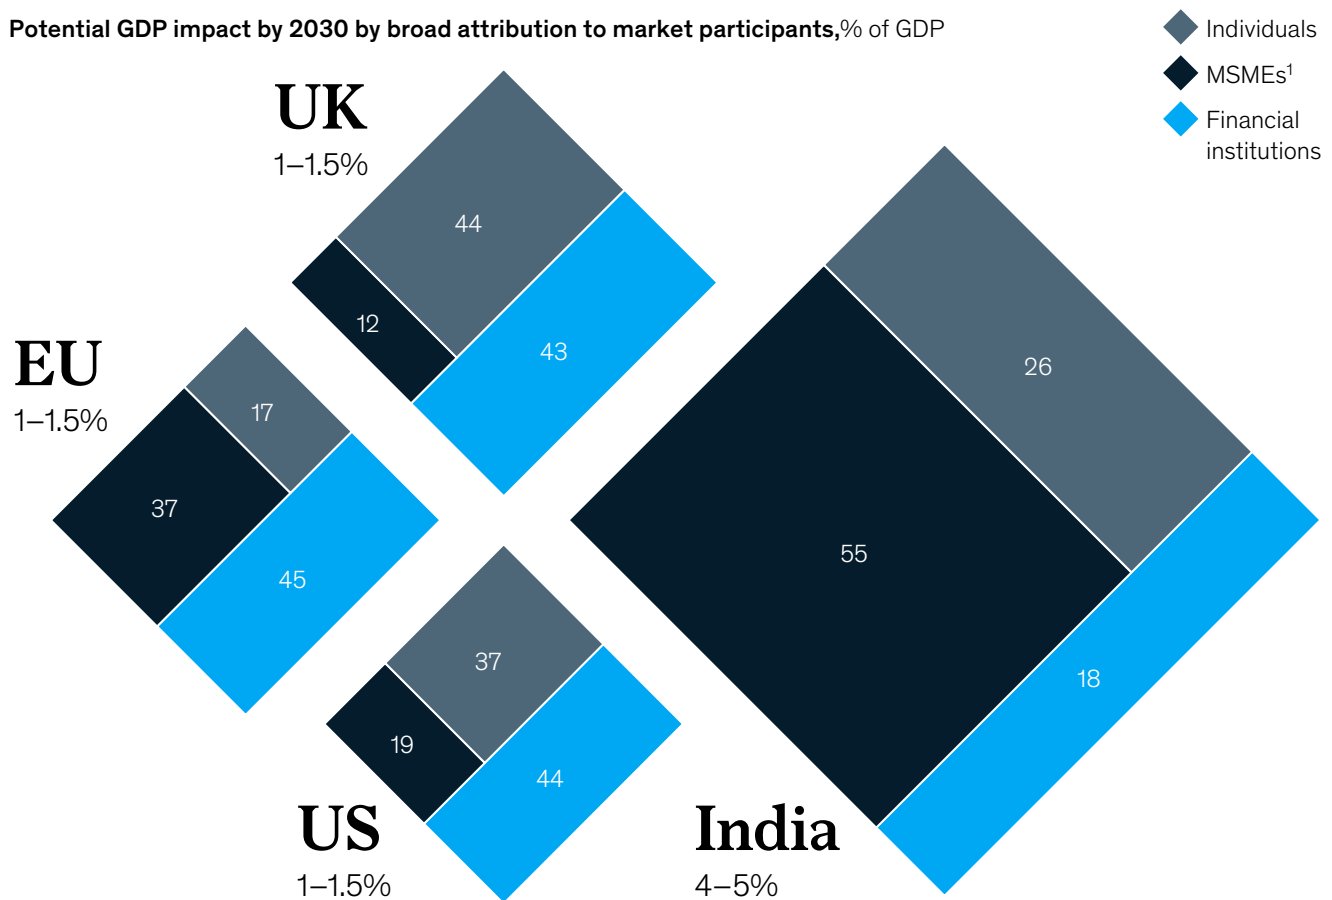 Potential GDP impact by 2030 by broad attribution to market participants,% of GDP
Individuals
MSMEs¹
Financial
institutions
UK
1–1.5%
44
12
43
EU
1–1.5%
17
37
45
US
1–1.5%
37
19
44
India
4–5%
26
55
18